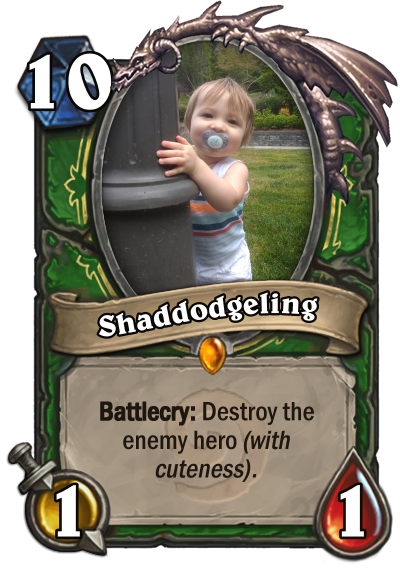 10
Shaddodgeling
Battlecry: Destroy the
enemy hero (with
cuteness).
1
1